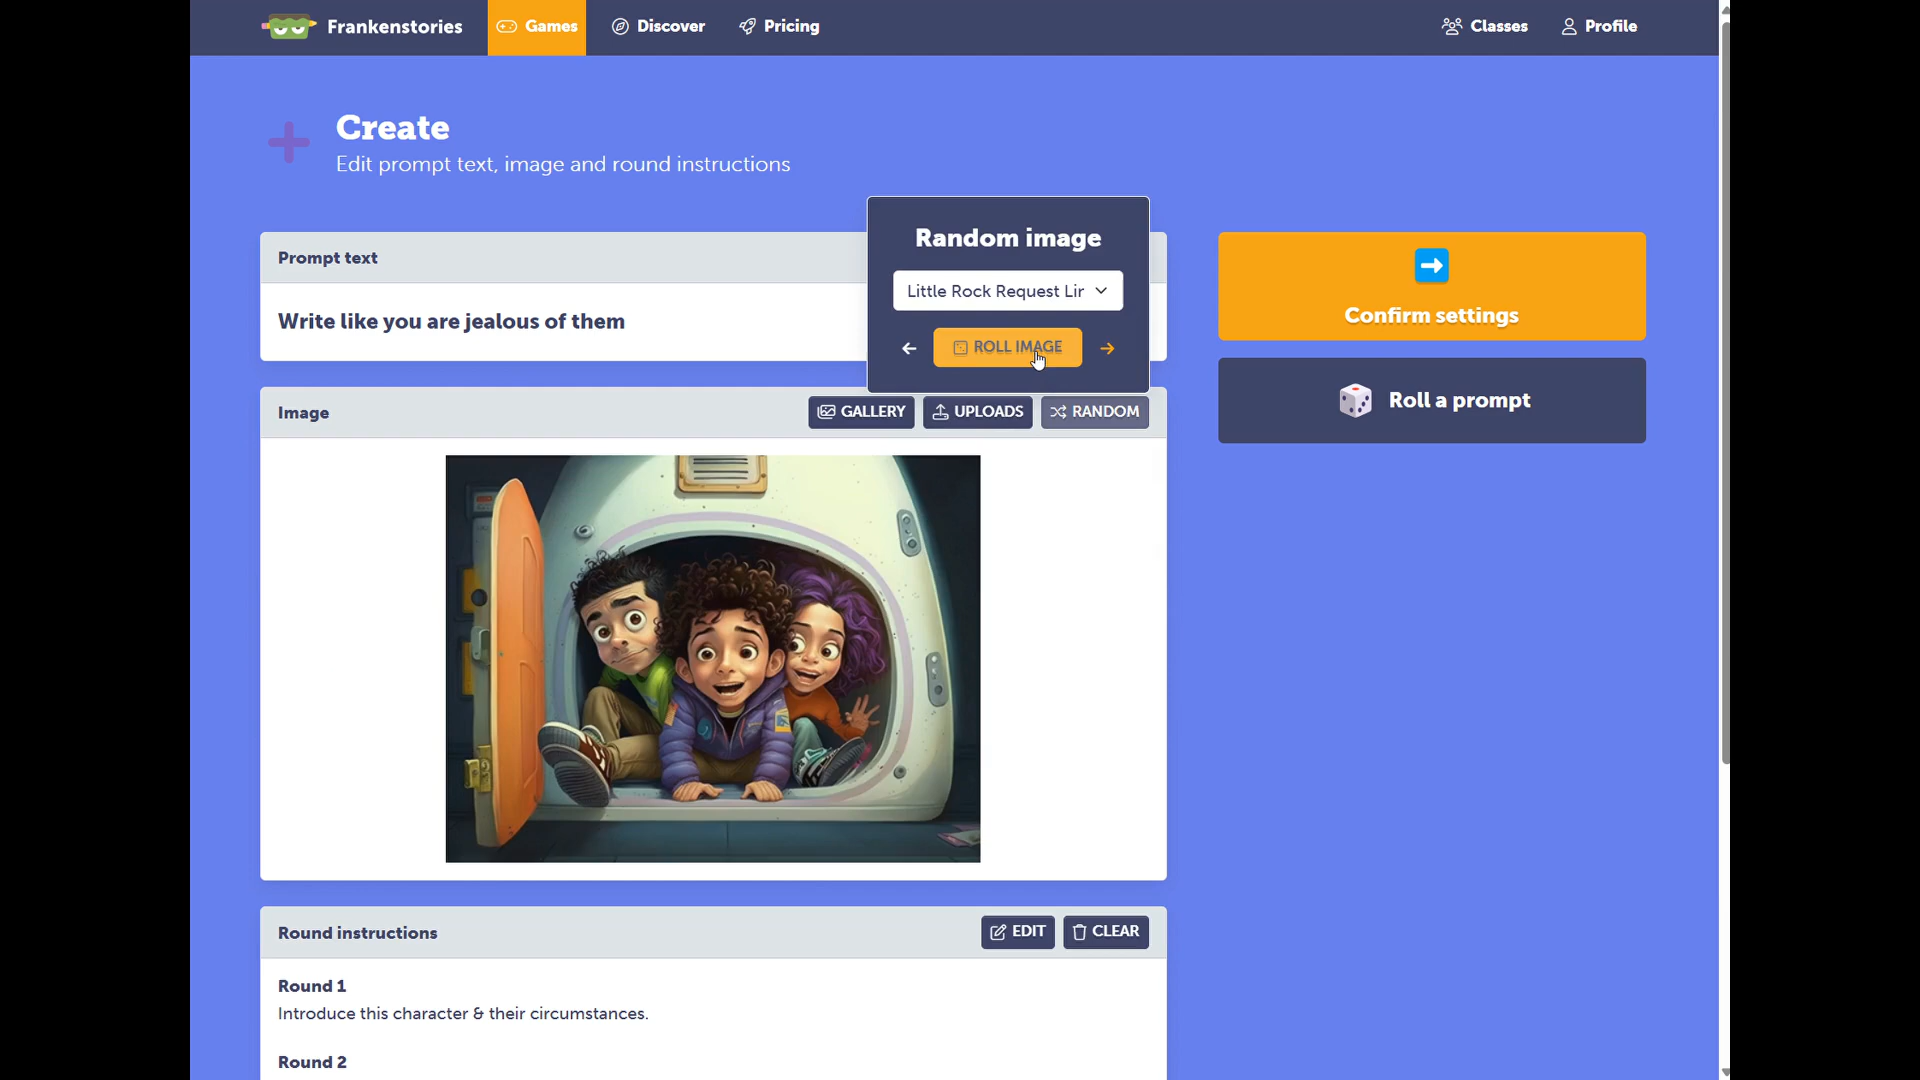 Frankenstories
Games
Discover
Pricing
Classes
Profile
Create
Edit prompt text, image and round instructions
Random image
Little Rock Request Lir
ROLL IMAGE
Prompt text
Write like you are jealous of them
Confirm settings
Roll a prompt
Image
GALLERY
UPLOADS
RANDOM
Round instructions
EDIT
CLEAR
Round 1
Introduce this character & their circumstances.
Round 2